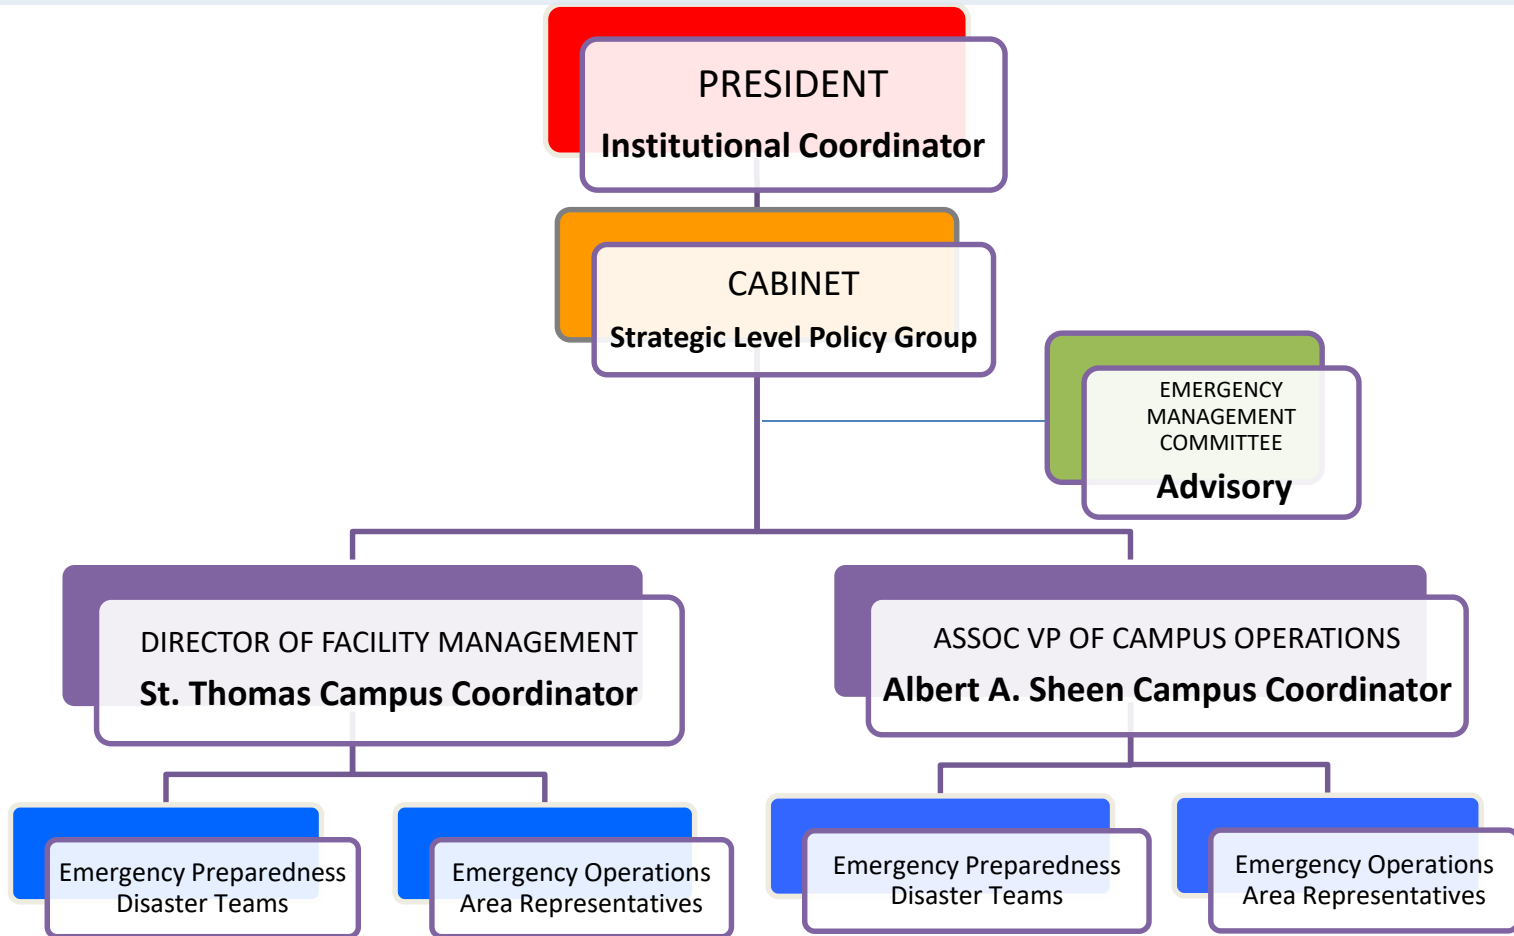 PRESIDENT
Institutional Coordinator
CABINET
Strategic Level Policy Group
EMERGENCY
MANAGEMENT
COMMITTEE
Advisory
DIRECTOR OF FACILITY MANAGEMENT
St. Thomas Campus Coordinator
ASSOC VP OF CAMPUS OPERATIONS
Albert A. Sheen Campus Coordinator
Emergency Preparedness
Disaster Teams
Emergency Operations
Area Representatives
Emergency Preparedness
Disaster Teams
Emergency Operations
Area Representatives